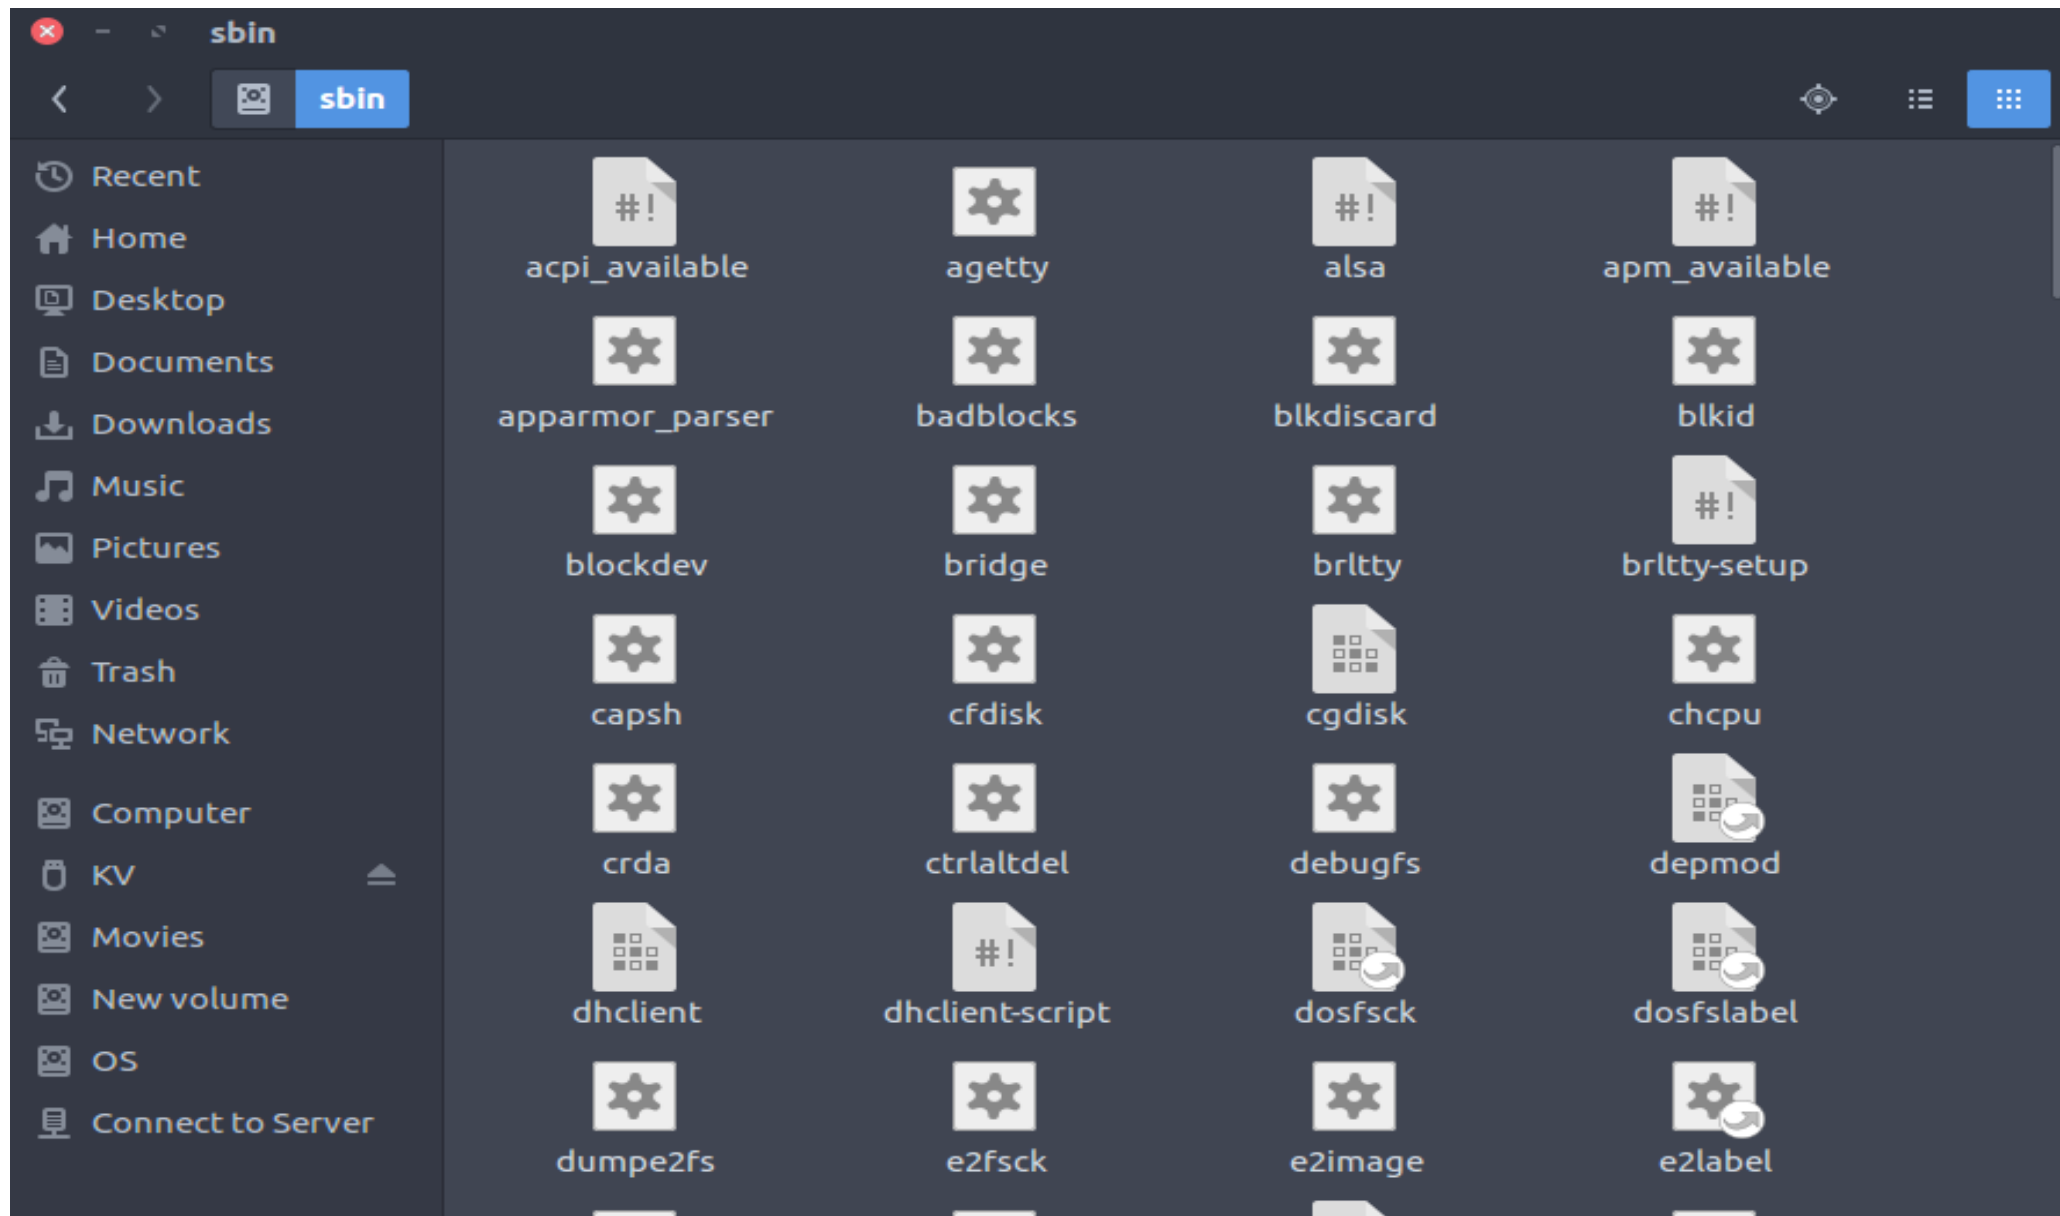 sbin
sbin
Recent
Home
Desktop
Documents
Downloads
Music
Pictures
Videos
Trash
Network
Computer
KV
Movies
New volume
OS
Connect to Server
#! #! #!
acpi_available agetty alsa apm_available
apparmor_parser badblocks blkdiscard blkid
#!
blockdev bridge brltty brltty-setup
capsh cfdisk cgdisk chcpu
crda ctrlaltdel debugfs depmod
#!
dhclient dhclient-script dosfsck dosfslabel
dumpe2fs e2fsck e2image e2label